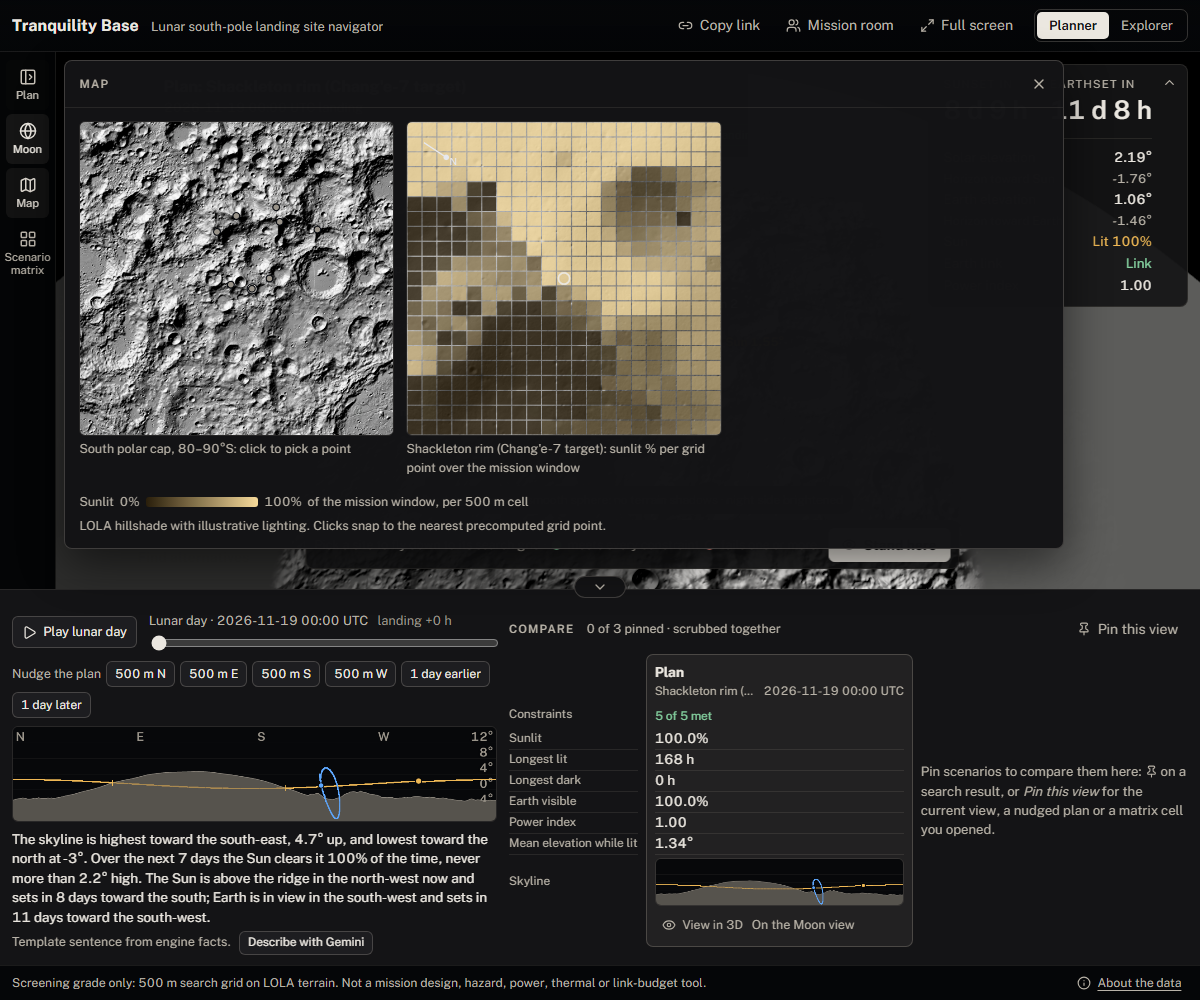 Tranquility Base Lunar south-pole landing site navigator Copy link Mission room Full screen Planner Explorer
Plan
Moon
Map
Scenario
matrix
MAP
N
South polar cap, 80–90°S: click to pick a point
Shackleton rim (Chang'e-7 target): sunlit % per grid
point over the mission window
Sunlit 0% 100% of the mission window, per 500 m cell
LOLA hillshade with illustrative lighting. Clicks snap to the nearest precomputed grid point.
ARTHSET IN
1 d 8 h
2.19°
-1.76°
1.06°
-1.46°
Lit 100%
Link
1.00
Play lunar day
Lunar day · 2026-11-19 00:00 UTC landing +0 h
Nudge the plan 500 m N 500 m E 500 m S 500 m W 1 day earlier
1 day later
N E S W 12°
8°
4°
0°
4°
The skyline is highest toward the south-east, 4.7° up, and lowest toward the
north at -3°. Over the next 7 days the Sun clears it 100% of the time, never
more than 2.2° high. The Sun is above the ridge in the north-west now and
sets in 8 days toward the south; Earth is in view in the south-west and sets in
11 days toward the south-west.
Template sentence from engine facts. Describe with Gemini
COMPARE 0 of 3 pinned · scrubbed together Pin this view
Plan
Shackleton rim (... 2026-11-19 00:00 UTC
Constraints 5 of 5 met
Sunlit 100.0%
Longest lit 168 h
Longest dark 0 h
Earth visible 100.0%
Power index 1.00
Mean elevation while lit 1.34°
Skyline
View in 3D On the Moon view
Pin scenarios to compare them here: on a
search result, or Pin this view for the
current view, a nudged plan or a matrix cell
you opened.
Screening grade only: 500 m search grid on LOLA terrain. Not a mission design, hazard, power, thermal or link-budget tool.
About the data